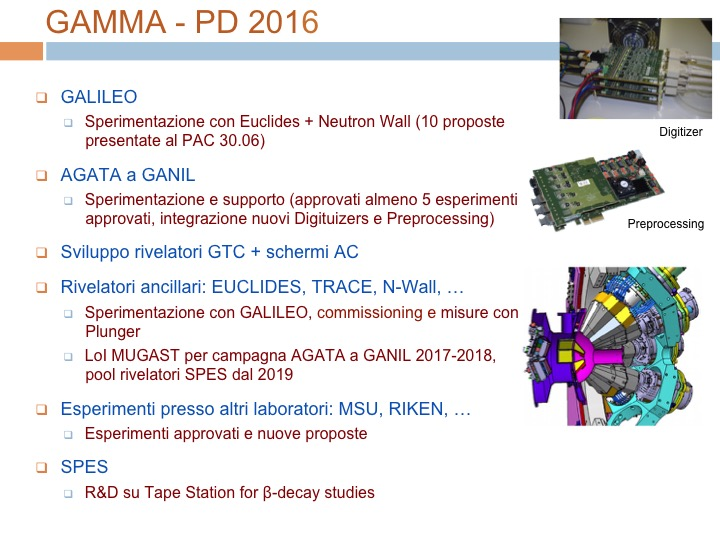 GAMMA - PD 2016
GALILEO
Sperimentazione con Euclides + Neutron Wall (10 proposte
presentate al PAC 30.06)
AGATA a GANIL
Sperimentazione e supporto (approvati almeno 5 esperimenti
approvati, integrazione nuovi Digituizers e Preprocessing)
Sviluppo rivelatori GTC + schermi AC
Rivelatori ancillari: EUCLIDES, TRACE, N-Wall, …
Sperimentazione con GALILEO, commissioning e misure con
Plunger
LoI MUGAST per campagna AGATA a GANIL 2017-2018,
pool rivelatori SPES dal 2019
Esperimenti presso altri laboratori: MSU, RIKEN, …
Esperimenti approvati e nuove proposte
SPES
R&D su Tape Station for β-decay studies
Digitizer
Preprocessing